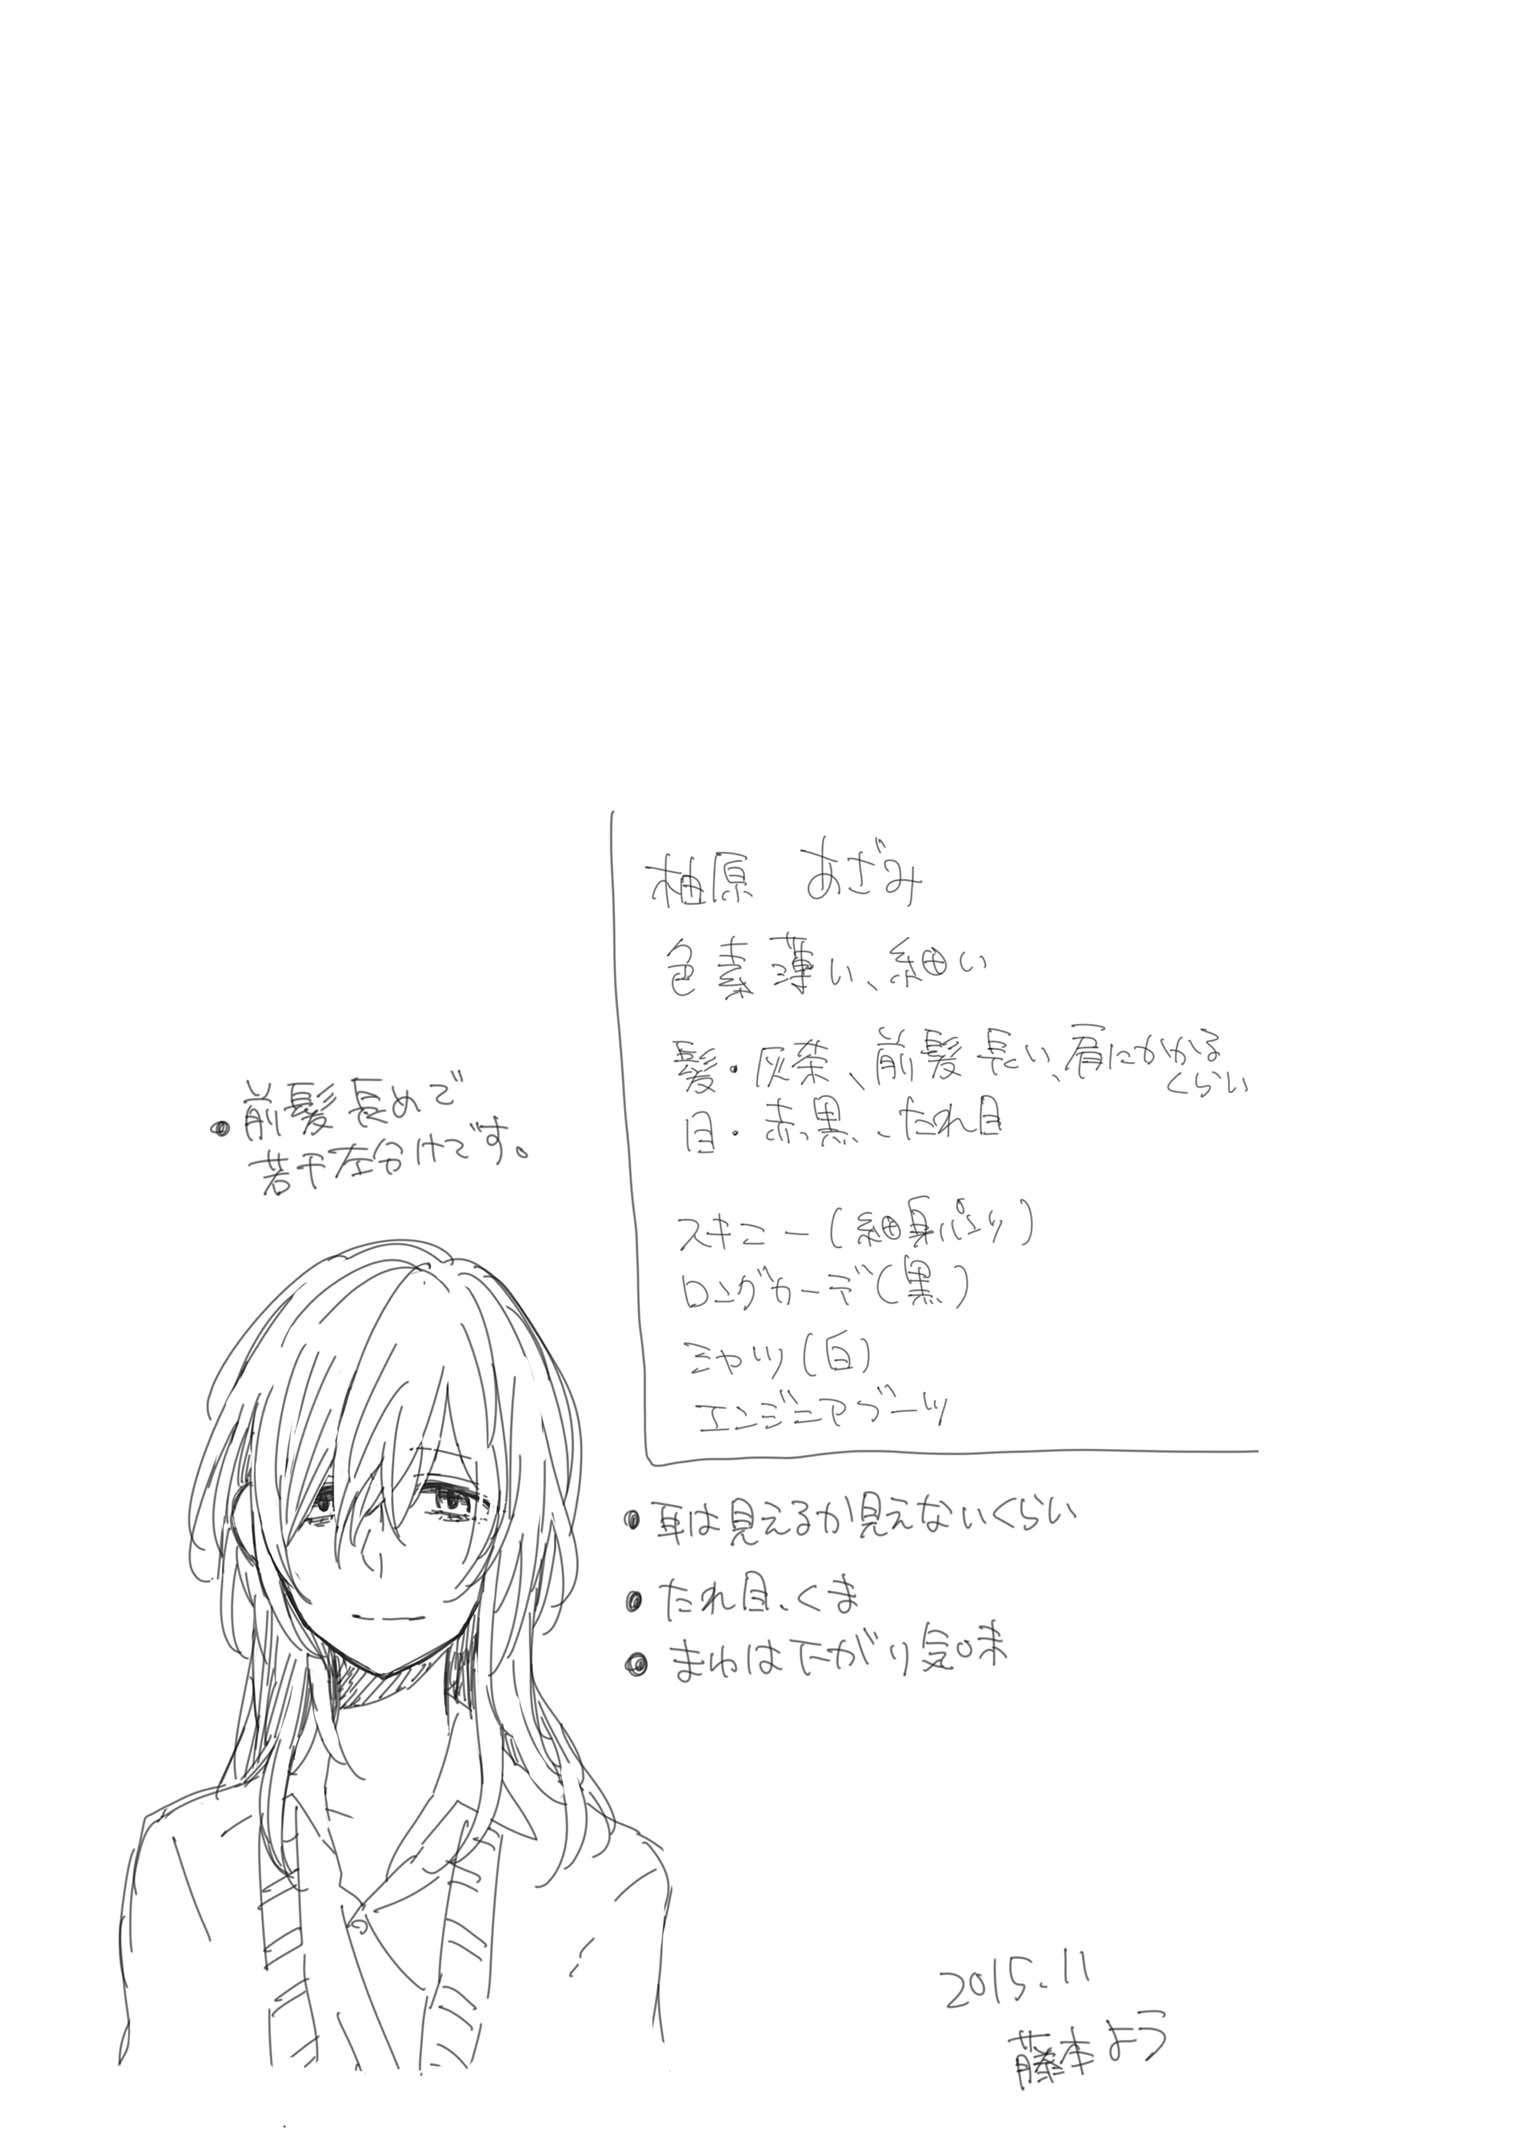 柚原 あざみ
色素薄い、細い
髪・灰茶、前髪長い、肩にかかる
くらい
目・赤黒、たれ目
スキニー(細身パンツ)
ロングカーデ(黒)
シャツ(白)
エンジニアブーツ
・前髪長めで
若干左分けです。
・耳は見えるか見えないくらい
・たれ目、くま
・まゆは下がり気味
2015.11
藤本よう